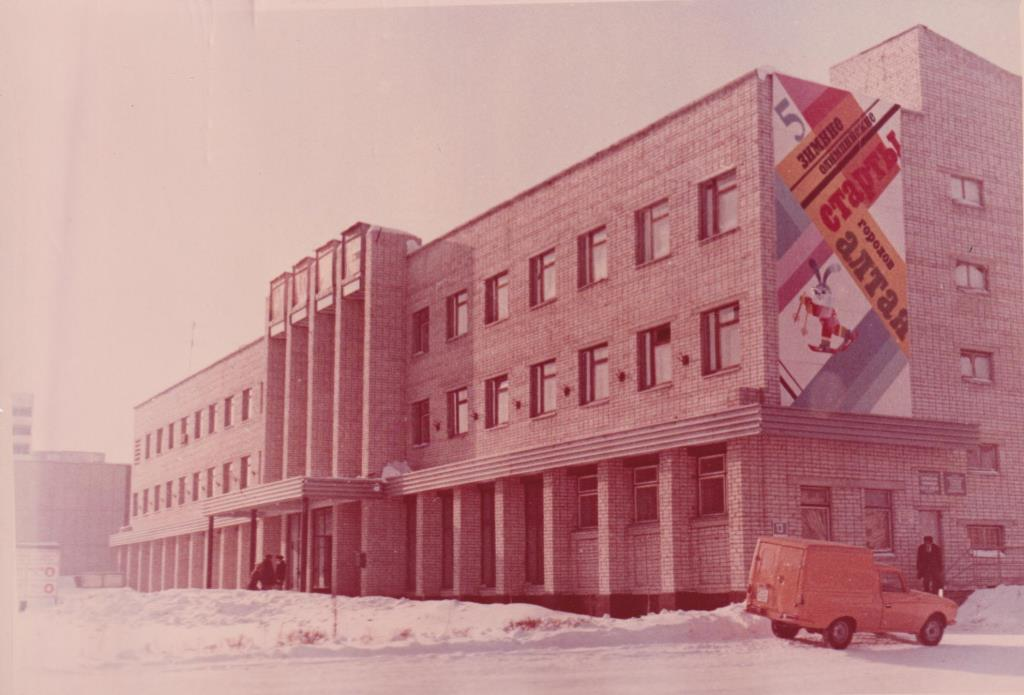 5
зимние
олимпийские
старты
городов
алтая